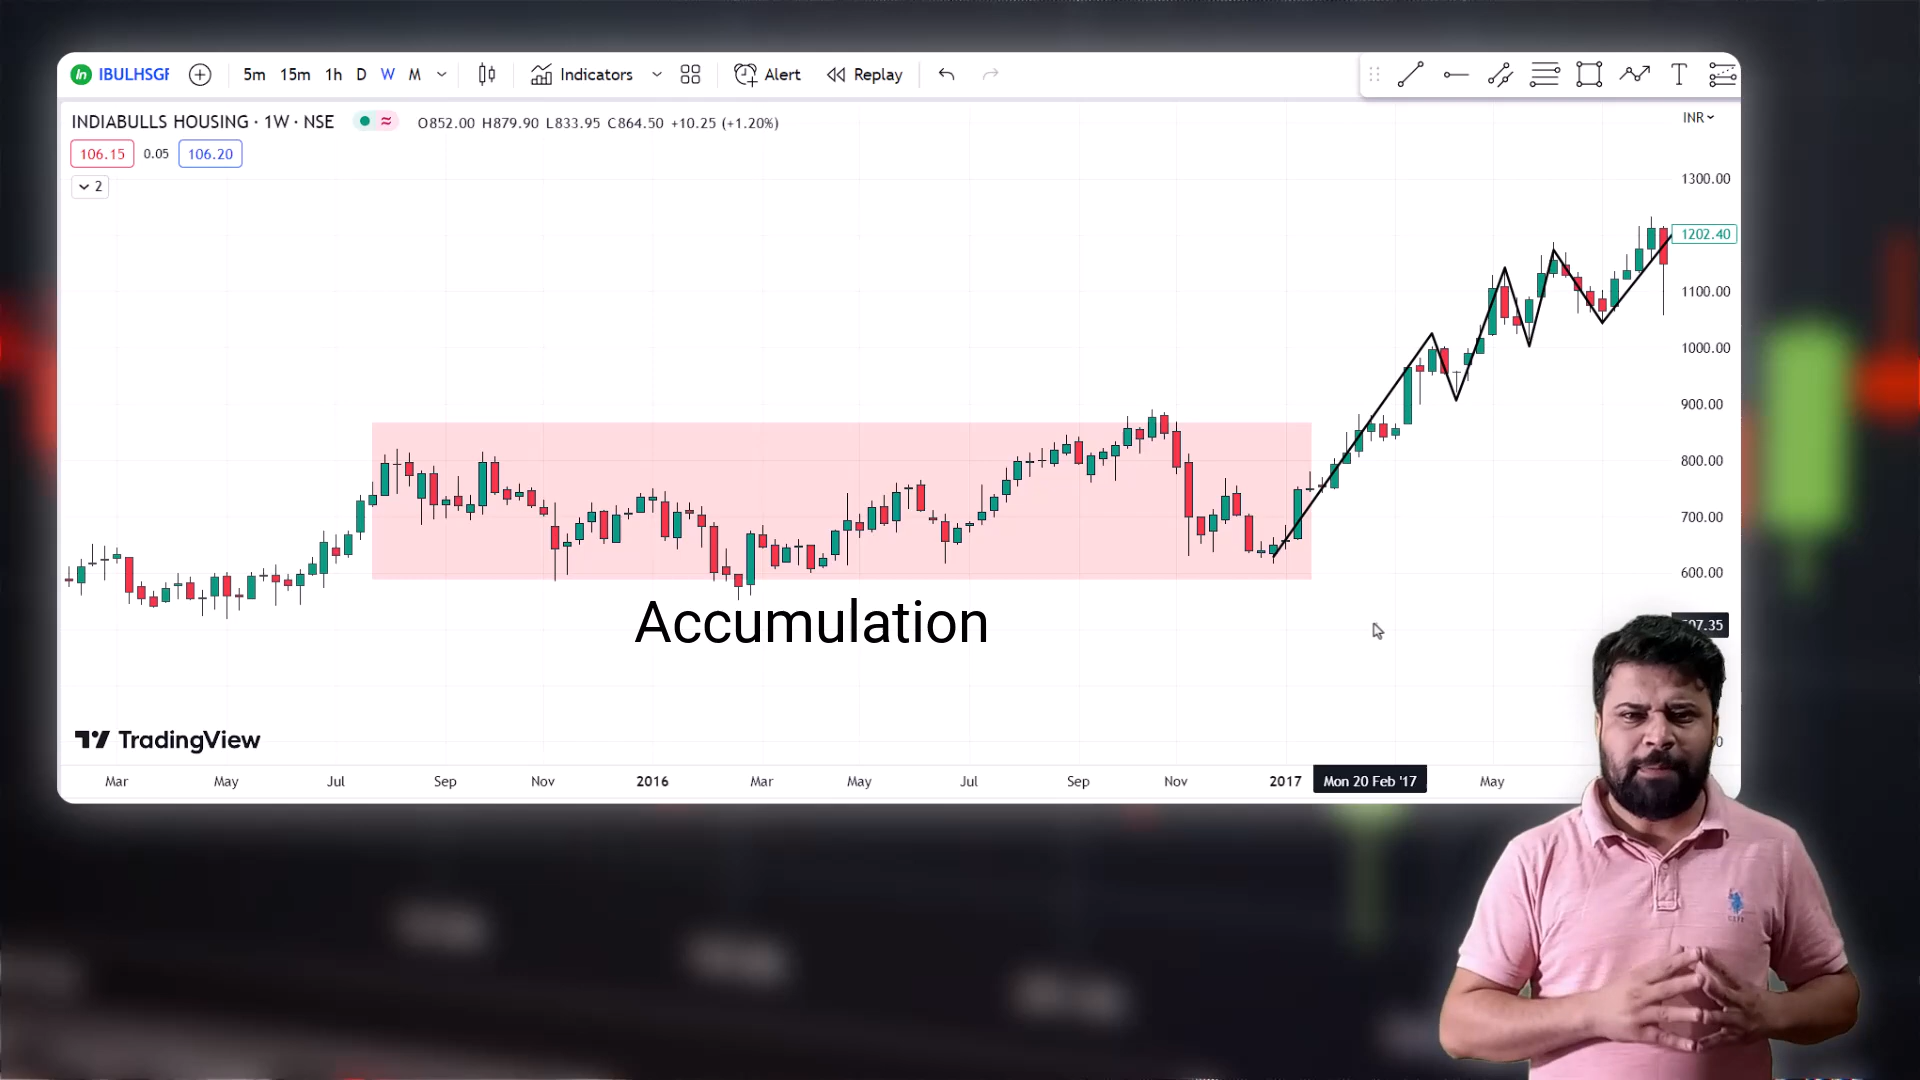 IBULHSGF
5m 15m 1h D W M
Indicators
Alert
Replay
INDIABULLS HOUSING · 1W · NSE
O852.00 H879.90 L833.95 C864.50 +10.25 (+1.20%)
INR
106.15 0.05 106.20
2
1300.00
1202.40
1100.00
1000.00
900.00
800.00
700.00
600.00
Accumulation
TradingView
Mar May Jul Sep Nov 2016 Mar May Jul Sep Nov 2017 Mon 20 Feb '17 May